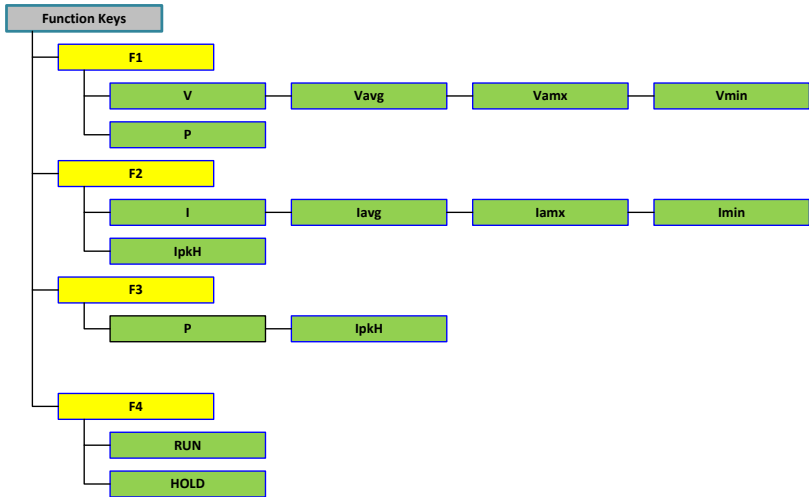 Function Keys
F1
V Vavg Vamx Vmin
P
F2
I Iavg Iamx Imin
IpkH
F3
P IpkH
F4
RUN
HOLD